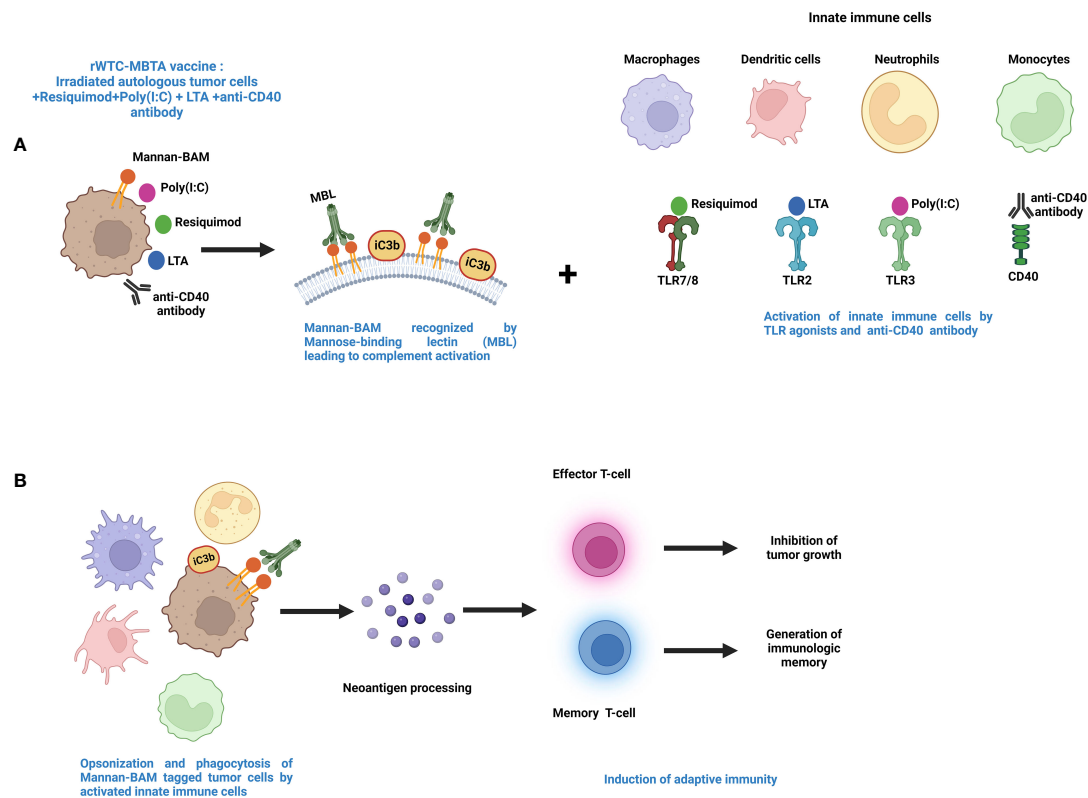 Innate immune cells
rWTC-MBTA vaccine :
Irradiated autologous tumor cells
+Resiquimod+Poly(I:C) + LTA +anti-CD40
antibody
Macrophages
Dendritic cells
Neutrophils
Monocytes
A
Mannan-BAM
Poly(I:C)
Resiquimod
LTA
anti-CD40
antibody
MBL
iC3b
iC3b
Mannan-BAM recognized by
Mannose-binding lectin (MBL)
leading to complement activation
+
Resiquimod
TLR7/8
LTA
TLR2
Poly(I:C)
TLR3
anti-CD40
antibody
CD40
Activation of innate immune cells by
TLR agonists and anti-CD40 antibody
B
iC3b
Opsonization and phagocytosis of
Mannan-BAM tagged tumor cells by
activated innate immune cells
Neoantigen processing
Effector T-cell
Inhibition of
tumor growth
Generation of
immunologic
memory
Memory T-cell
Induction of adaptive immunity